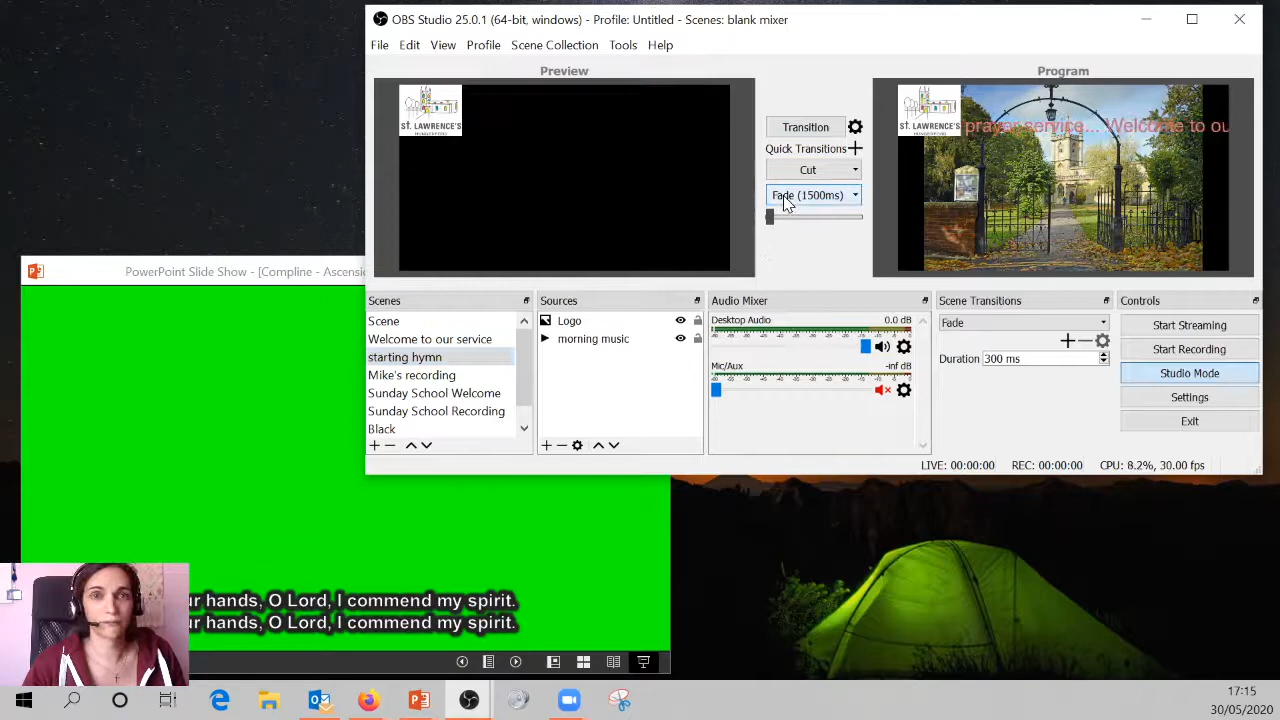 OBS Studio 25.0.1 (64-bit, windows) - Profile: Untitled - Scenes: blank mixer
File Edit View Profile Scene Collection Tools Help
Preview
Program
ST. LAWRENCE'S
HUNGERFORD
Transition
Quick Transitions
Cut
Fade (1500ms)
ST. LAWRENCE'S
HUNGERFORD
prayer service... Welcome to ou
PowerPoint Slide Show - [Compline - Ascensi
Scenes
Scene
Welcome to our service
starting hymn
Mike's recording
Sunday School Welcome
Sunday School Recording
Black
Sources
Logo
morning music
Audio Mixer
Desktop Audio 0.0 dB
Mic/Aux -inf dB
Scene Transitions
Fade
Duration 300 ms
Controls
Start Streaming
Start Recording
Studio Mode
Settings
Exit
LIVE: 00:00:00 REC: 00:00:00 CPU: 8.2%, 30.00 fps
ur hands, O Lord, I commend my spirit.
ur hands, O Lord, I commend my spirit.
17:15
30/05/2020